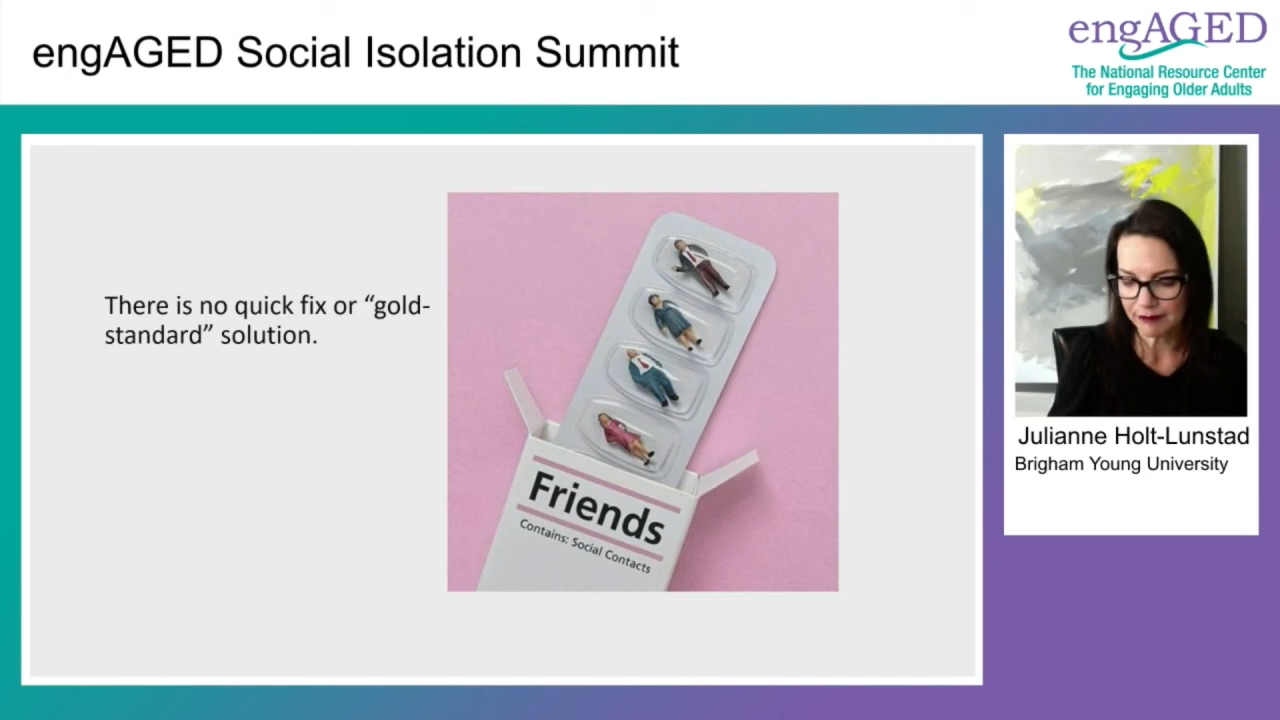 engAGED Social Isolation Summit
engAGED
The National Resource Center
for Engaging Older Adults
There is no quick fix or “gold-
standard” solution.
Friends
Contains: Social Contacts
Julianne Holt-Lunstad
Brigham Young University